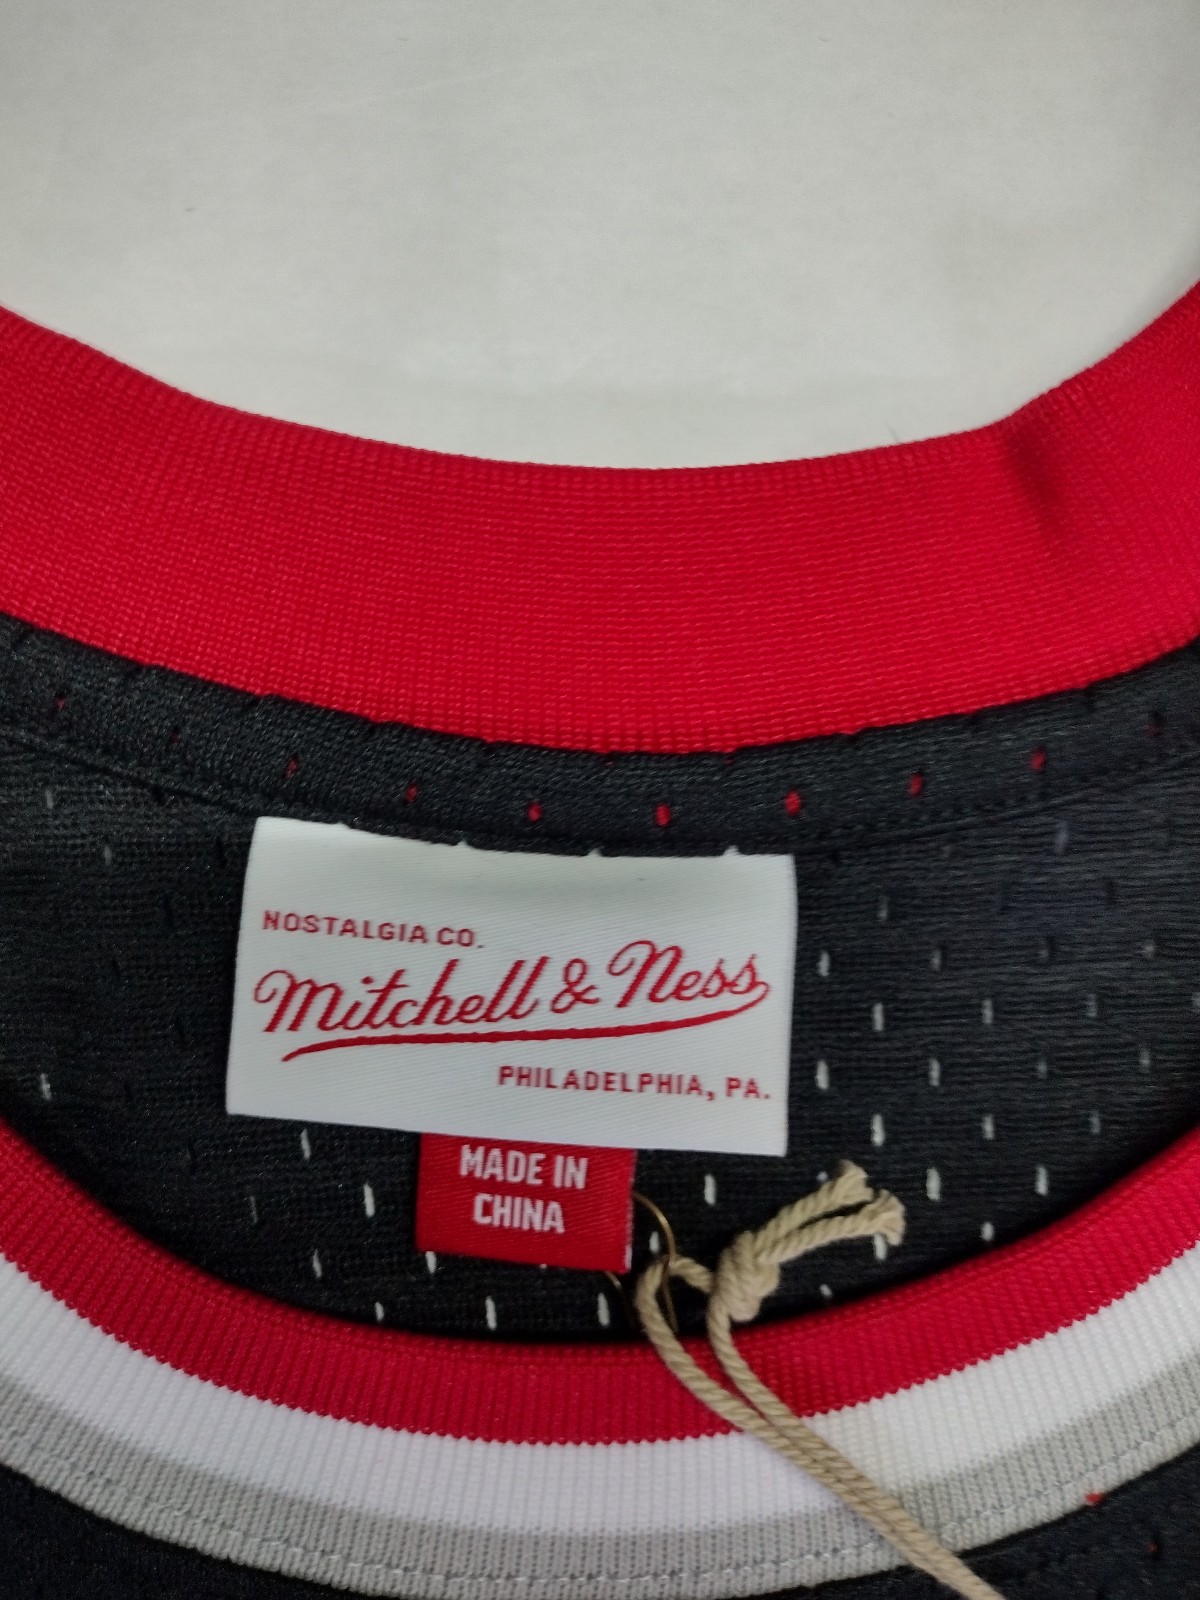 NOSTALGIA CO.
Mitchell & Ness
PHILADELPHIA, PA.
MADE IN
CHINA